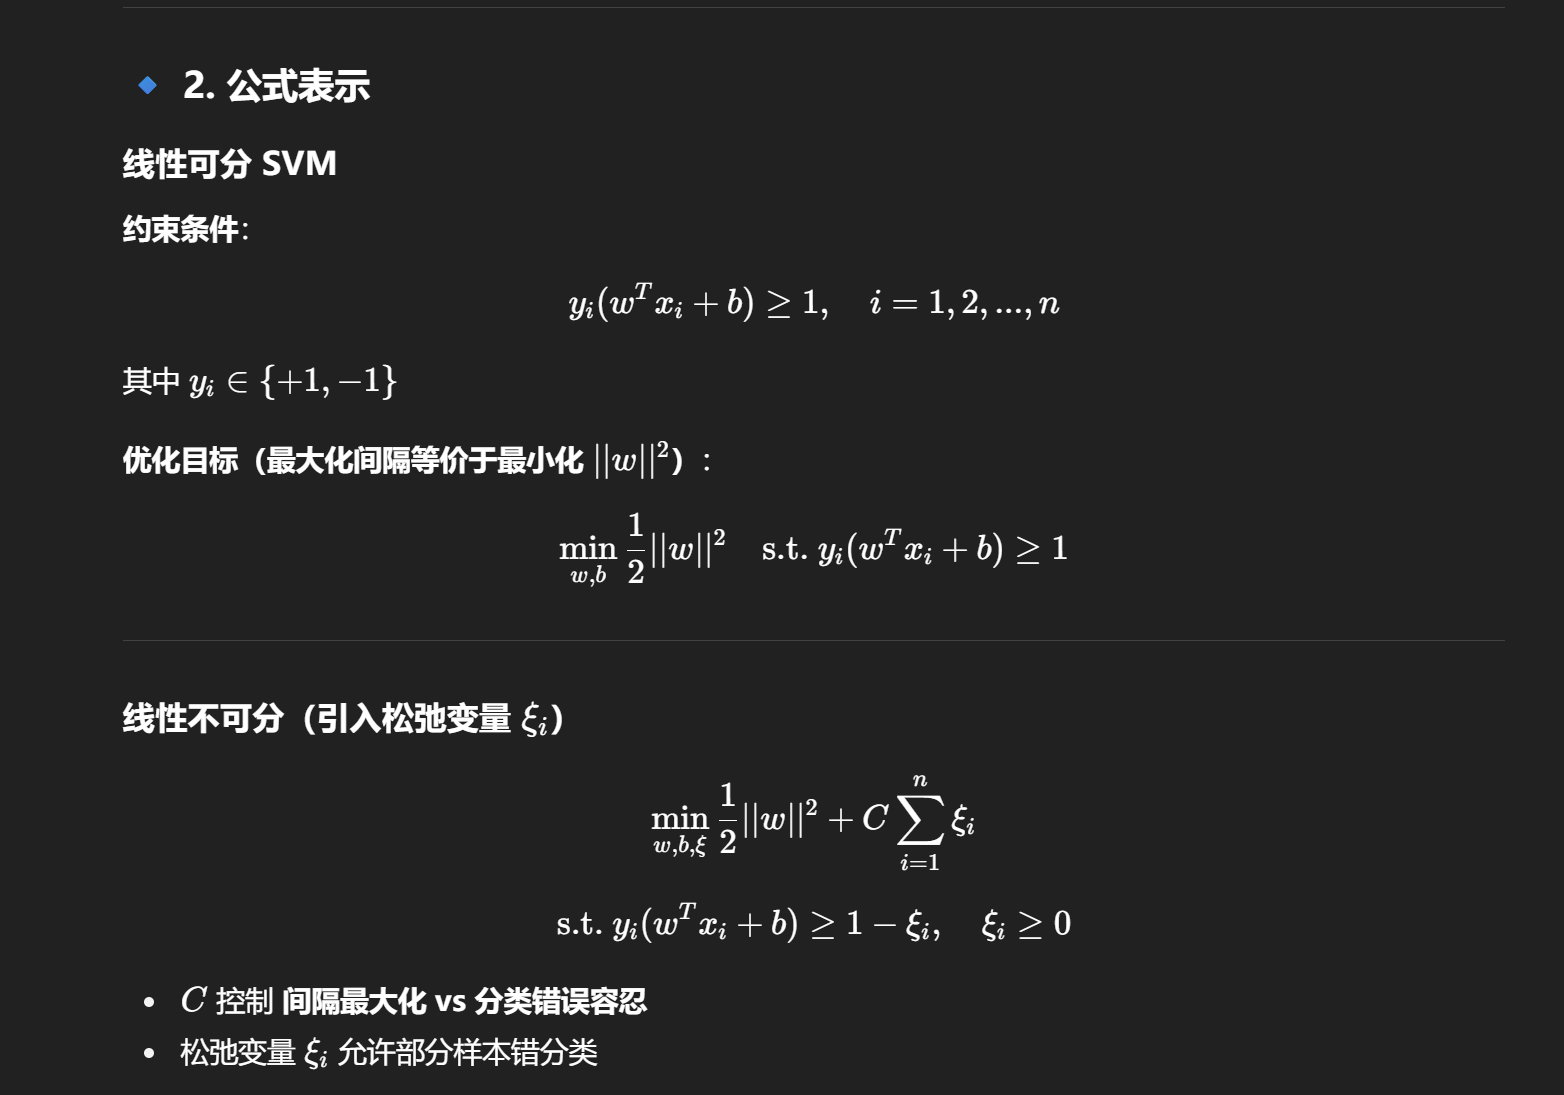 2. 公式表示
线性可分 SVM
约束条件:
$y_i(w^T x_i + b) \geq 1, \quad i = 1, 2, ..., n$
其中 $y_i \in \{+1, -1\}$
优化目标（最大化间隔等价于最小化 $||w||^2$）:
$\min_{w,b} \frac{1}{2}||w||^2 \quad \text{s.t. } y_i(w^T x_i + b) \geq 1$
线性不可分（引入松弛变量 $\xi_i$）
$\min_{w,b,\xi} \frac{1}{2}||w||^2 + C\sum_{i=1}^{n} \xi_i$
$\text{s.t. } y_i(w^T x_i + b) \geq 1 - \xi_i, \quad \xi_i \geq 0$
• $C$ 控制 间隔最大化 vs 分类错误容忍
• 松弛变量 $\xi_i$ 允许部分样本错分类